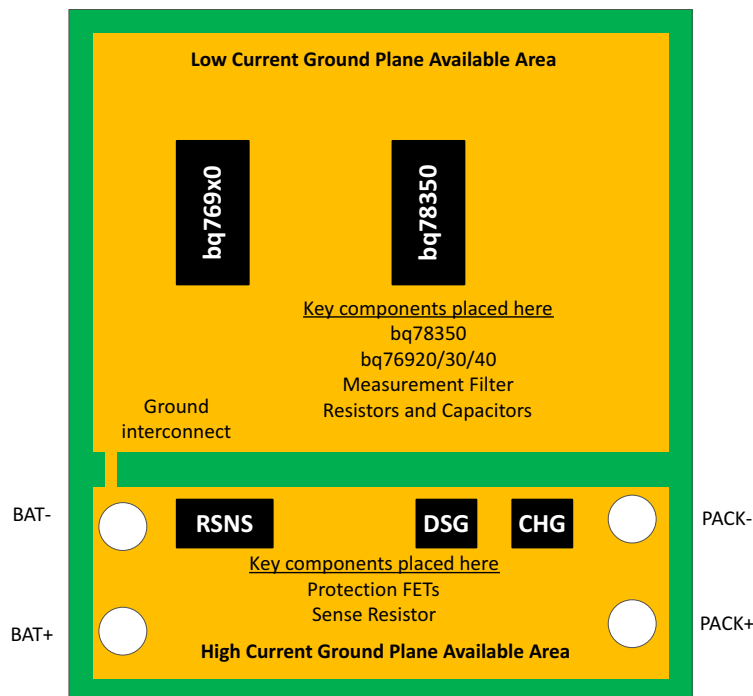 Low Current Ground Plane Available Area
bq769x0
bq78350
Key components placed here
bq78350
bq76920/30/40
Measurement Filter
Resistors and Capacitors
Ground
interconnect
BAT-
RSNS
DSG
CHG
PACK-
Key components placed here
Protection FETs
Sense Resistor
BAT+
PACK+
High Current Ground Plane Available Area